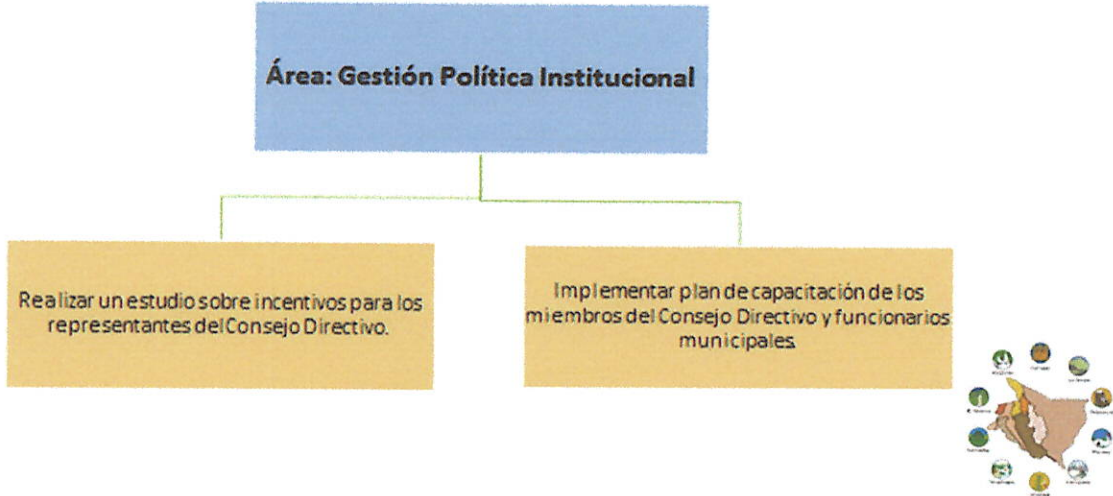 Área: Gestión Política Institucional
Realizar un estudio sobre incentivos para los
representantes del Consejo Directivo.
Implementar plan de capacitación de los
miembros del Consejo Directivo y funcionarios
municipales.